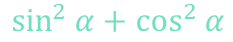 sin² α + cos² α